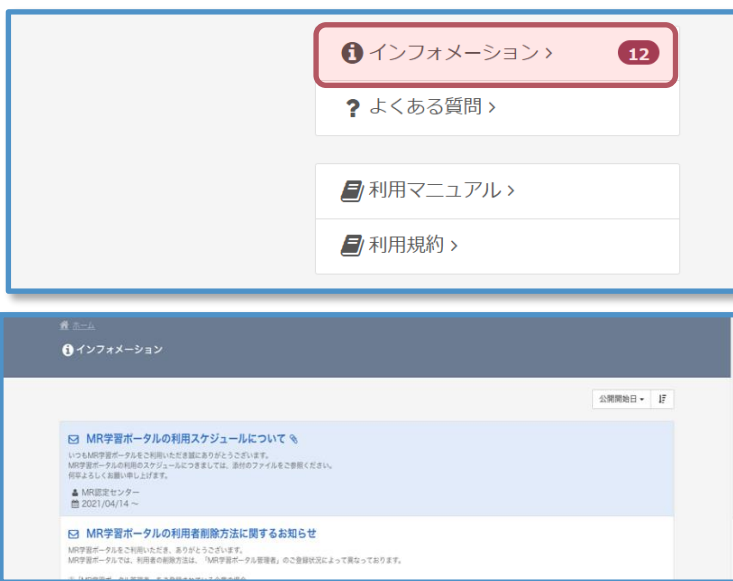 インフォメーション >
12
? よくある質問 >
利用マニュアル >
利用規約 >
ホーム
インフォメーション
公開開始日
MR学習ポータルの利用スケジュールについて
いつもMR学習ポータルをご利用いただき誠にありがとうございます。
MR学習ポータルの利用のスケジュールにつきましては、添付のファイルをご参照ください。
何卒よろしくお願い申し上げます。
MR認定センター
2021/04/14 ~
MR学習ポータルの利用者削除方法に関するお知らせ
MR学習ポータルをご利用いただき、ありがとうございます。
MR学習ポータルでは、利用者の削除方法は、「MR学習ポータル管理者」のご登録状況によって異なっております。